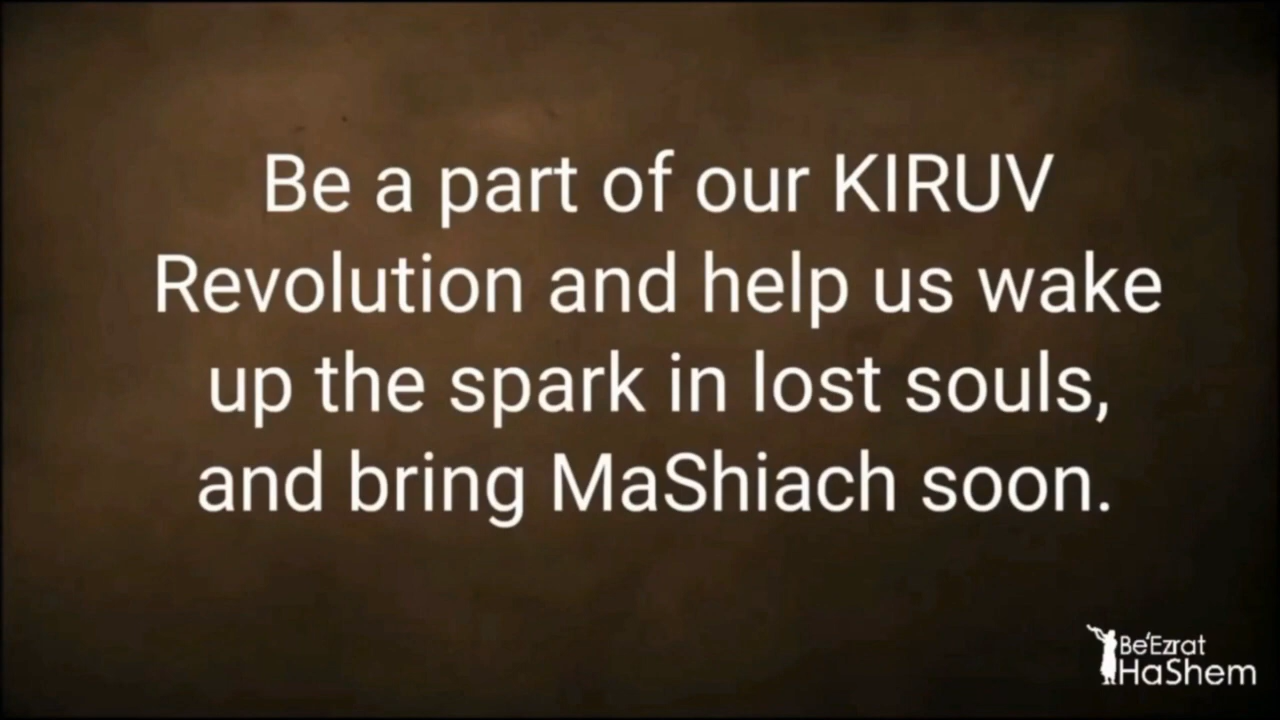 Be a part of our KIRUV
Revolution and help us wake
up the spark in lost souls,
and bring MaShiach soon.
Be'Ezrat
HaShem